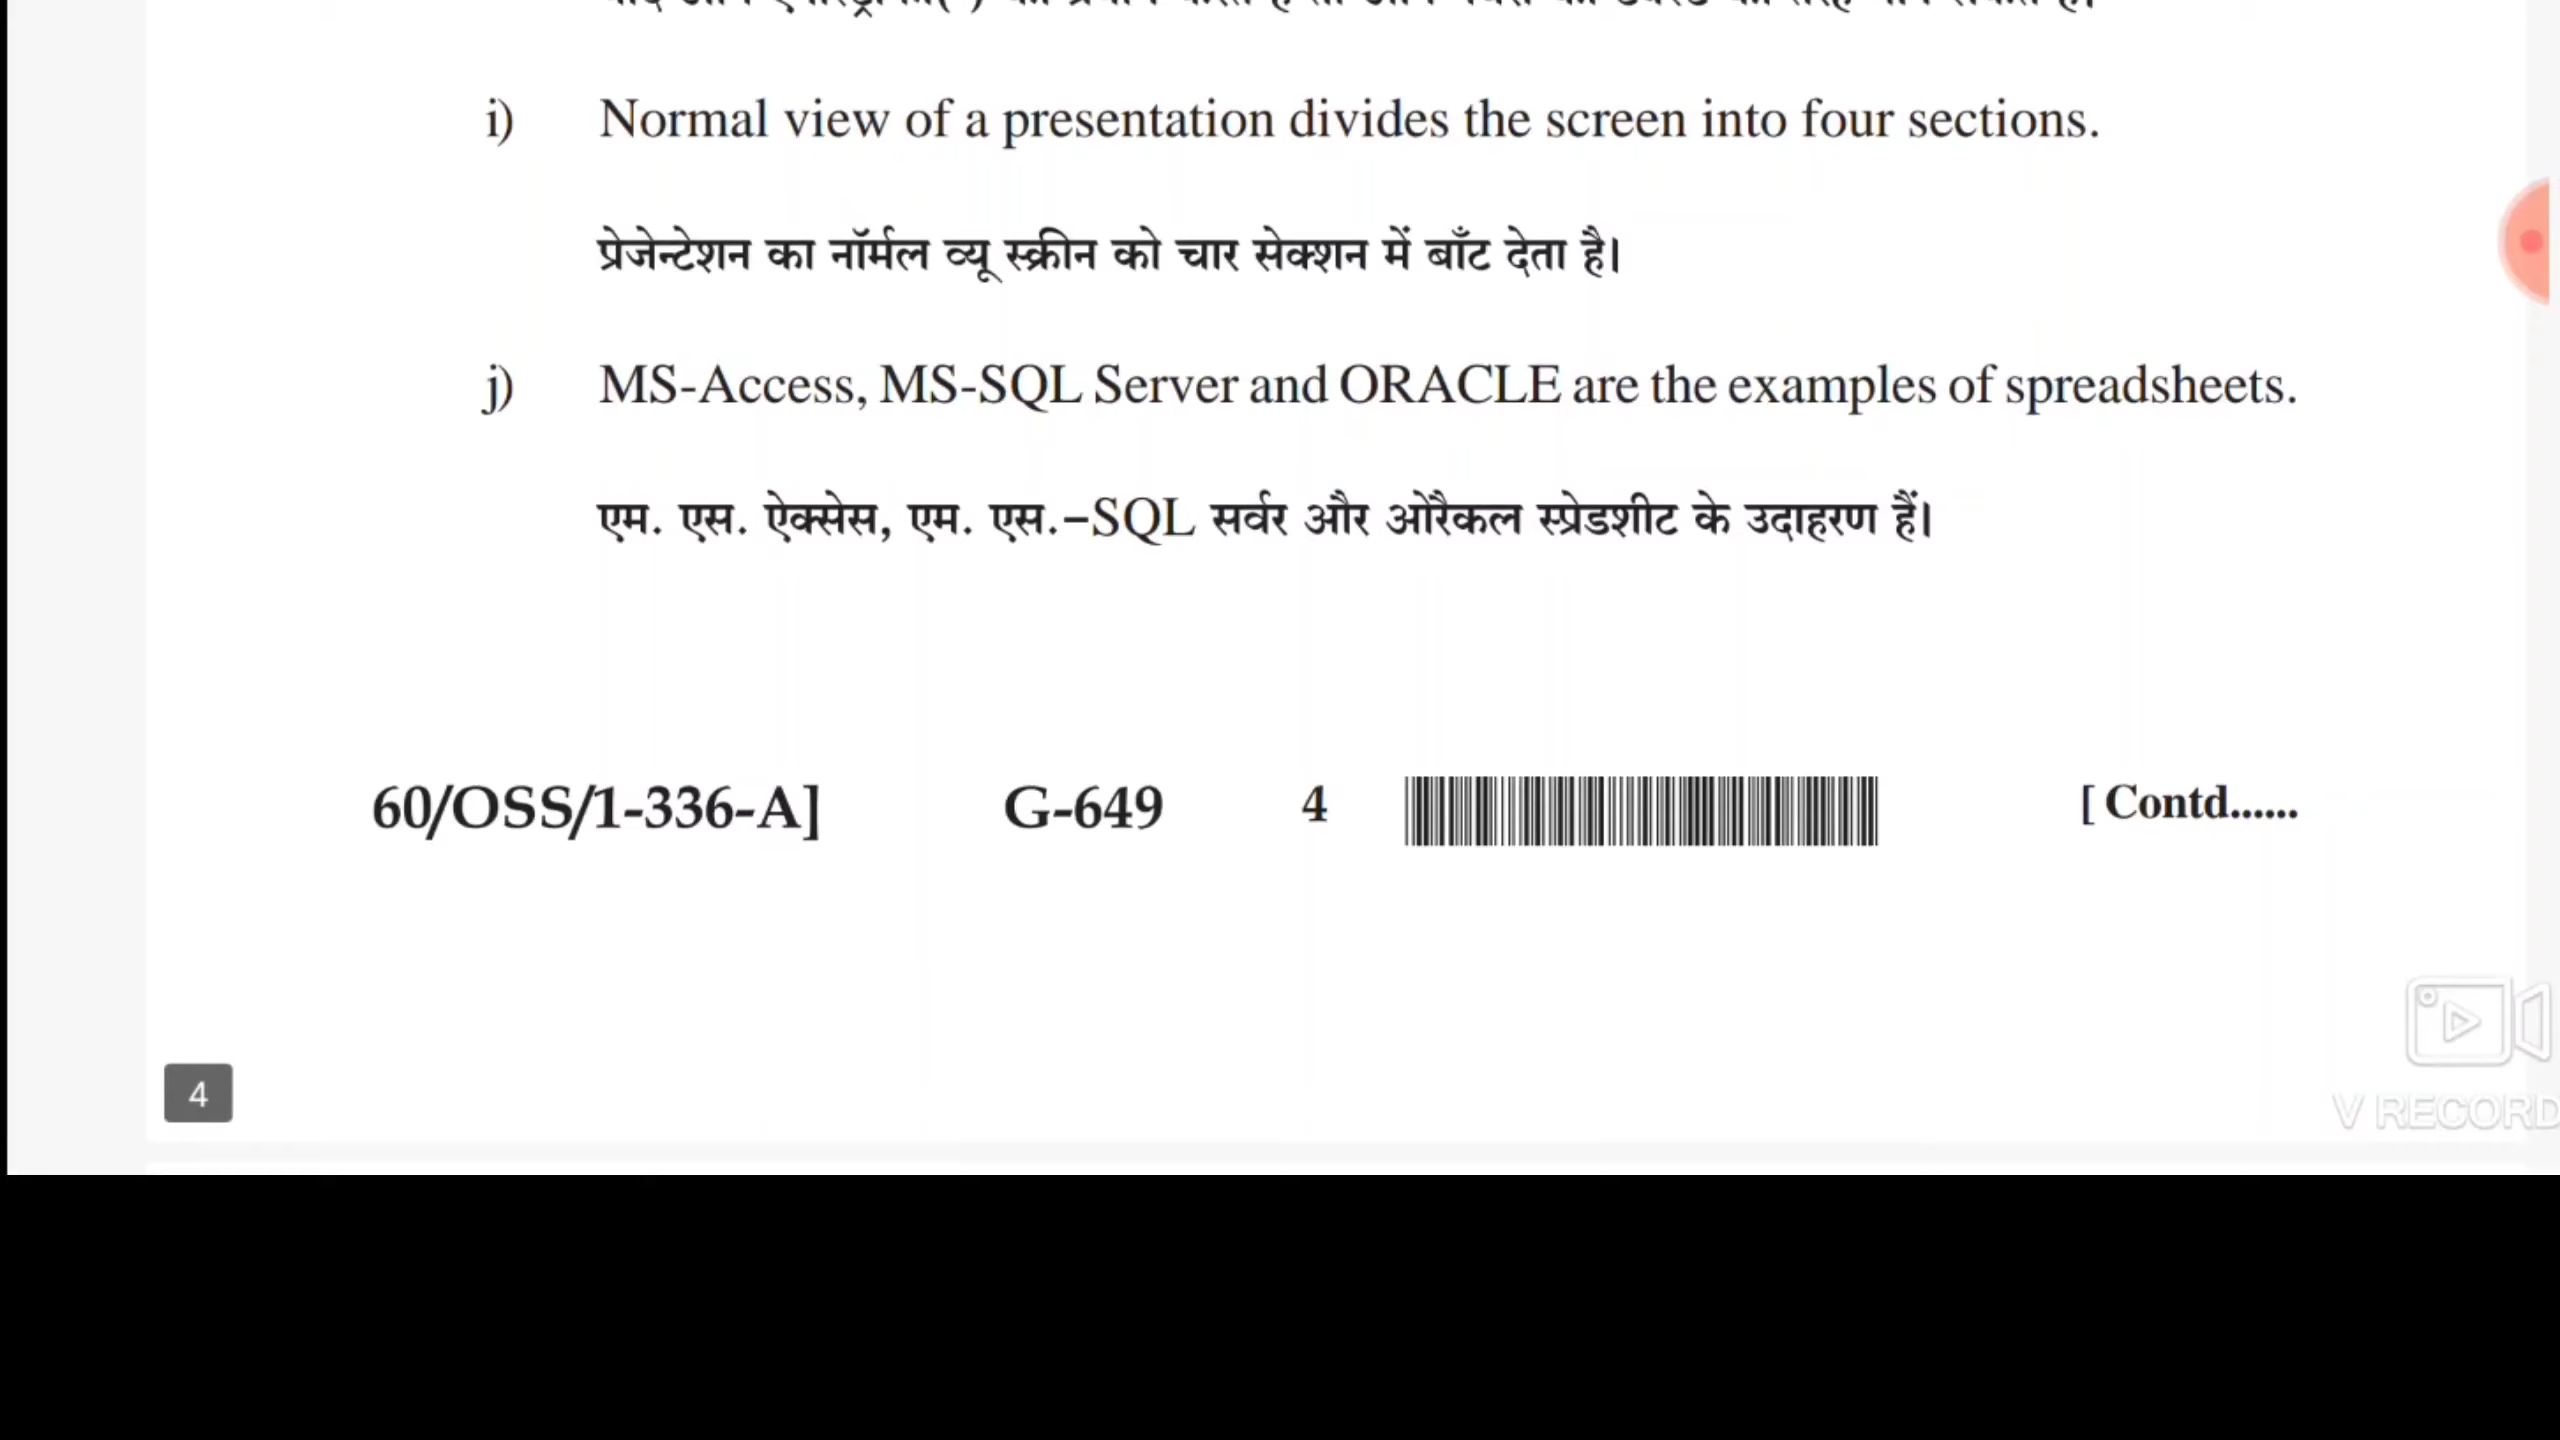 i) Normal view of a presentation divides the screen into four sections.
प्रेजेन्टेशन का नॉर्मल व्यू स्क्रीन को चार सेक्शन में बाँट देता है।
j) MS-Access, MS-SQL Server and ORACLE are the examples of spreadsheets.
एम. एस. ऐक्सेस, एम. एस.-SQL सर्वर और ओरैकल स्प्रेडशीट के उदाहरण हैं।
60/OSS/1-336-A] G-649 4 [ Contd......
4
V RECORD